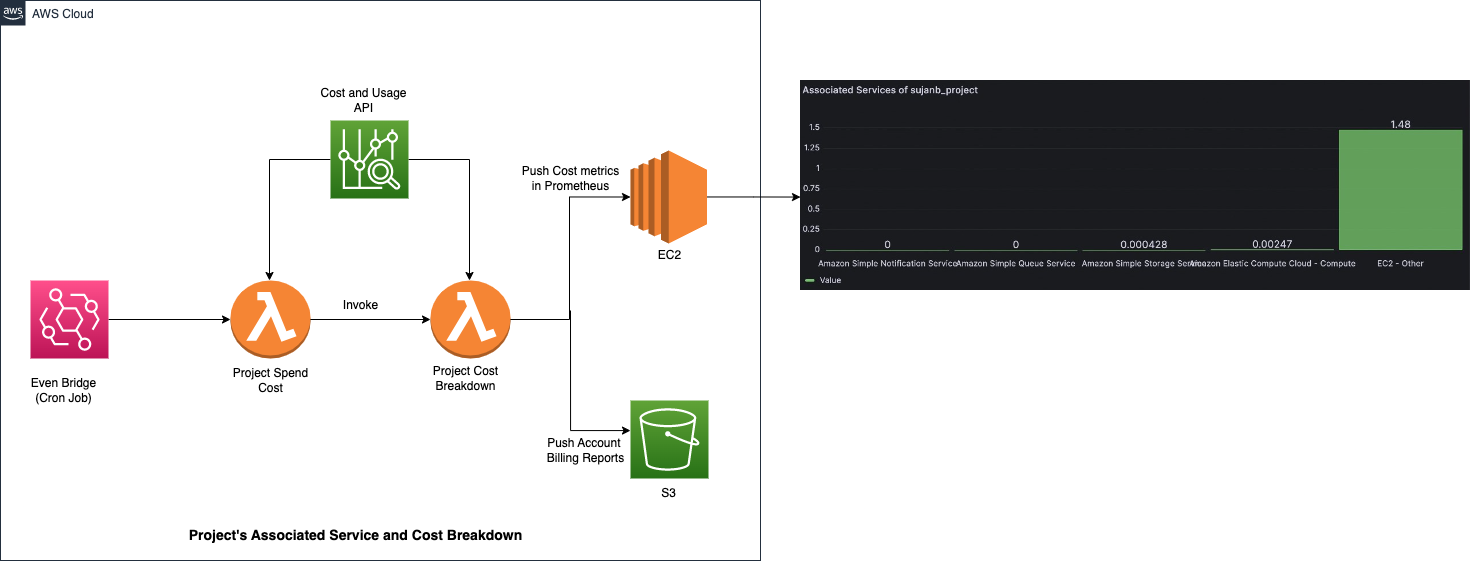 aws
AWS Cloud
Cost and Usage
API
Push Cost metrics
in Prometheus
EC2
Invoke
Even Bridge
(Cron Job)
Project Spend
Cost
Project Cost
Breakdown
Push Account
Billing Reports
S3
Project's Associated Service and Cost Breakdown
Associated Services of sujanb_project
1.5
1.25
1
0.75
0.5
0.25
0
0
0
0.000428
0.00247
1.48
Amazon Simple Notification Service
Amazon Simple Queue Service
Amazon Simple Storage Service
Amazon Elastic Compute Cloud - Compute
EC2 - Other
Value